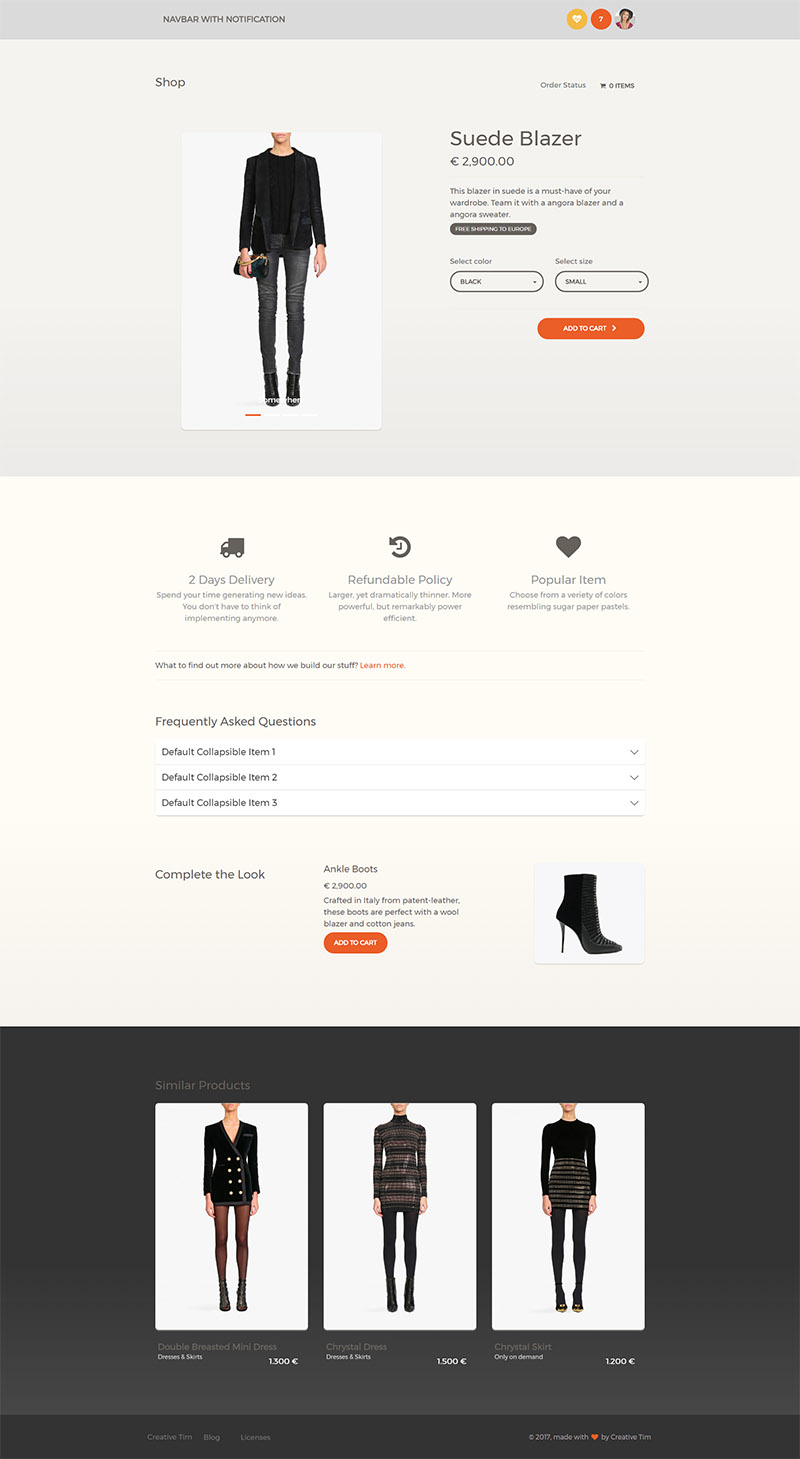 NAVBAR WITH NOTIFICATION
7
Shop
Order Status
0 ITEMS
Suede Blazer
€ 2,900.00
This blazer in suede is a must-have of your
wardrobe. Team it with a angora blazer and a
angora sweater.
FREE SHIPPING TO EUROPE
Select color
Select size
BLACK
SMALL
ADD TO CART
2 Days Delivery
Spend your time generating new ideas.
You don't have to think of
implementing anymore.
Refundable Policy
Larger, yet dramatically thinner. More
powerful, but remarkably power
efficient.
Popular Item
Choose from a variety of colors
resembling sugar paper pastels.
What to find out more about how we build our stuff? Learn more.
Frequently Asked Questions
Default Collapsible Item 1
Default Collapsible Item 2
Default Collapsible Item 3
Complete the Look
Ankle Boots
€ 2,900.00
Crafted in Italy from patent-leather,
these boots are perfect with a wool
blazer and cotton jeans.
ADD TO CART
Similar Products
Double Breasted Mini Dress
Dresses & Skirts
1.300 €
Chrystal Dress
Dresses & Skirts
1.500 €
Chrystal Skirt
Only on demand
1.200 €
Creative Tim
Blog
Licenses
© 2017, made with by Creative Tim